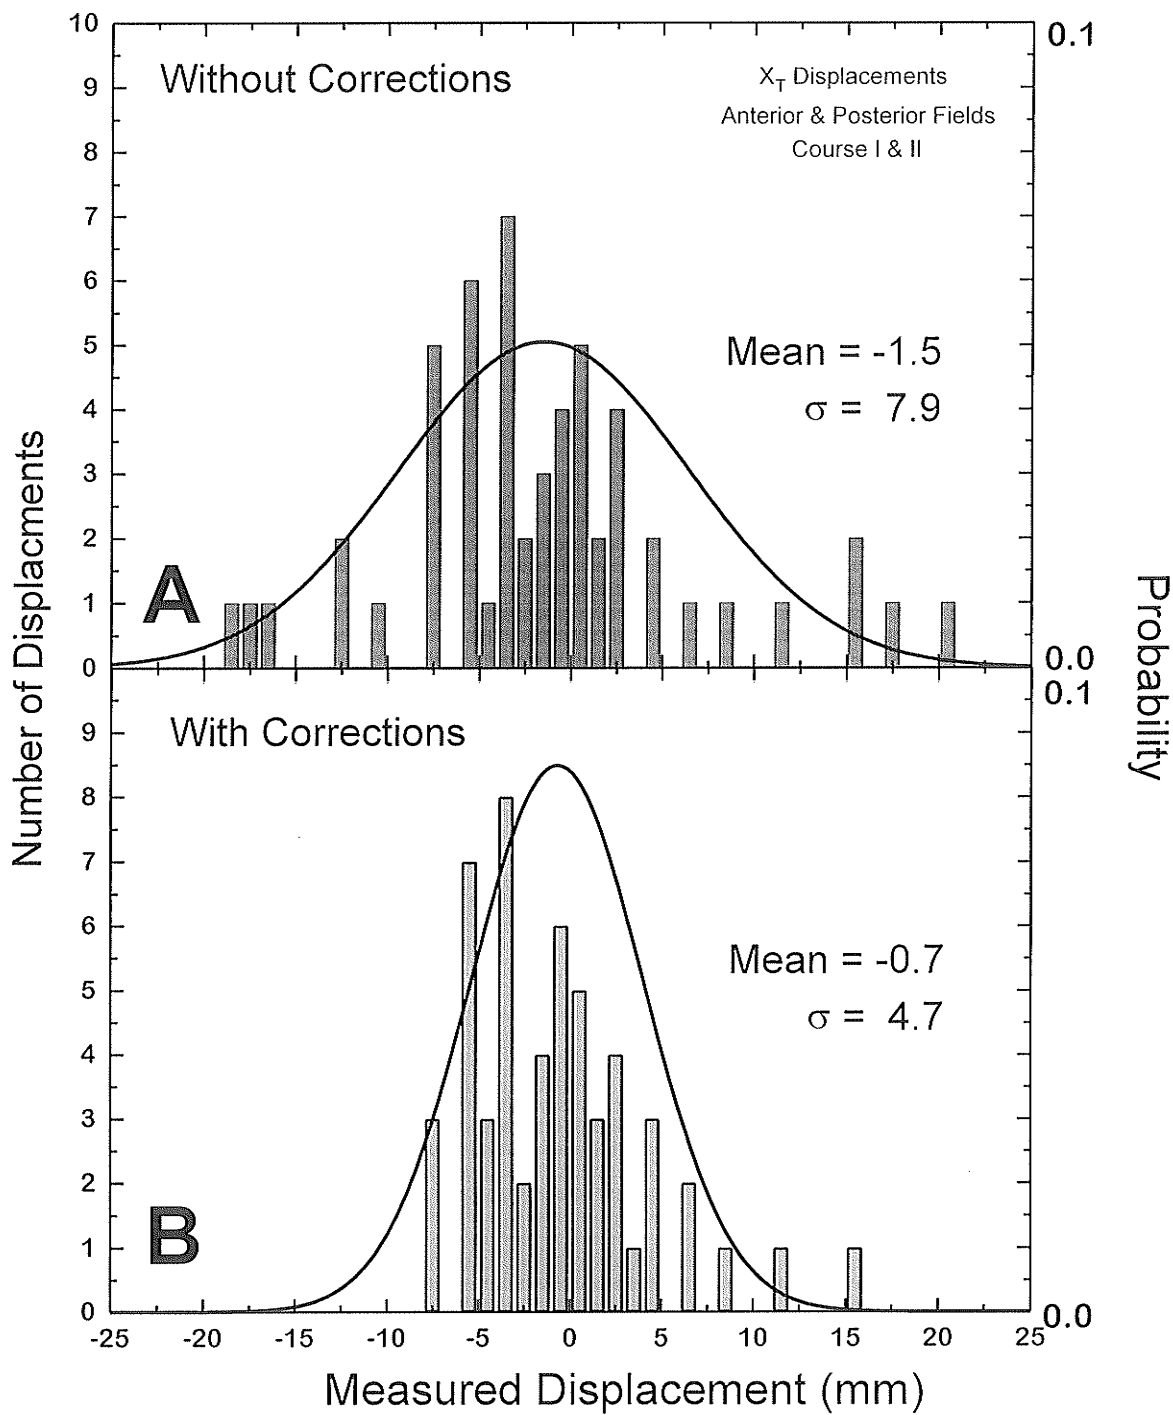 10
9
8
7
6
5
4
3
2
1
0
0.1
0.0
Without Corrections
X_T Displacements
Anterior & Posterior Fields
Course I & II
Mean = -1.5
σ = 7.9
A
Number of Displacments
Probability
9
8
7
6
5
4
3
2
1
0
0.1
0.0
With Corrections
Mean = -0.7
σ = 4.7
B
-25 -20 -15 -10 -5 0 5 10 15 20 25
Measured Displacement (mm)